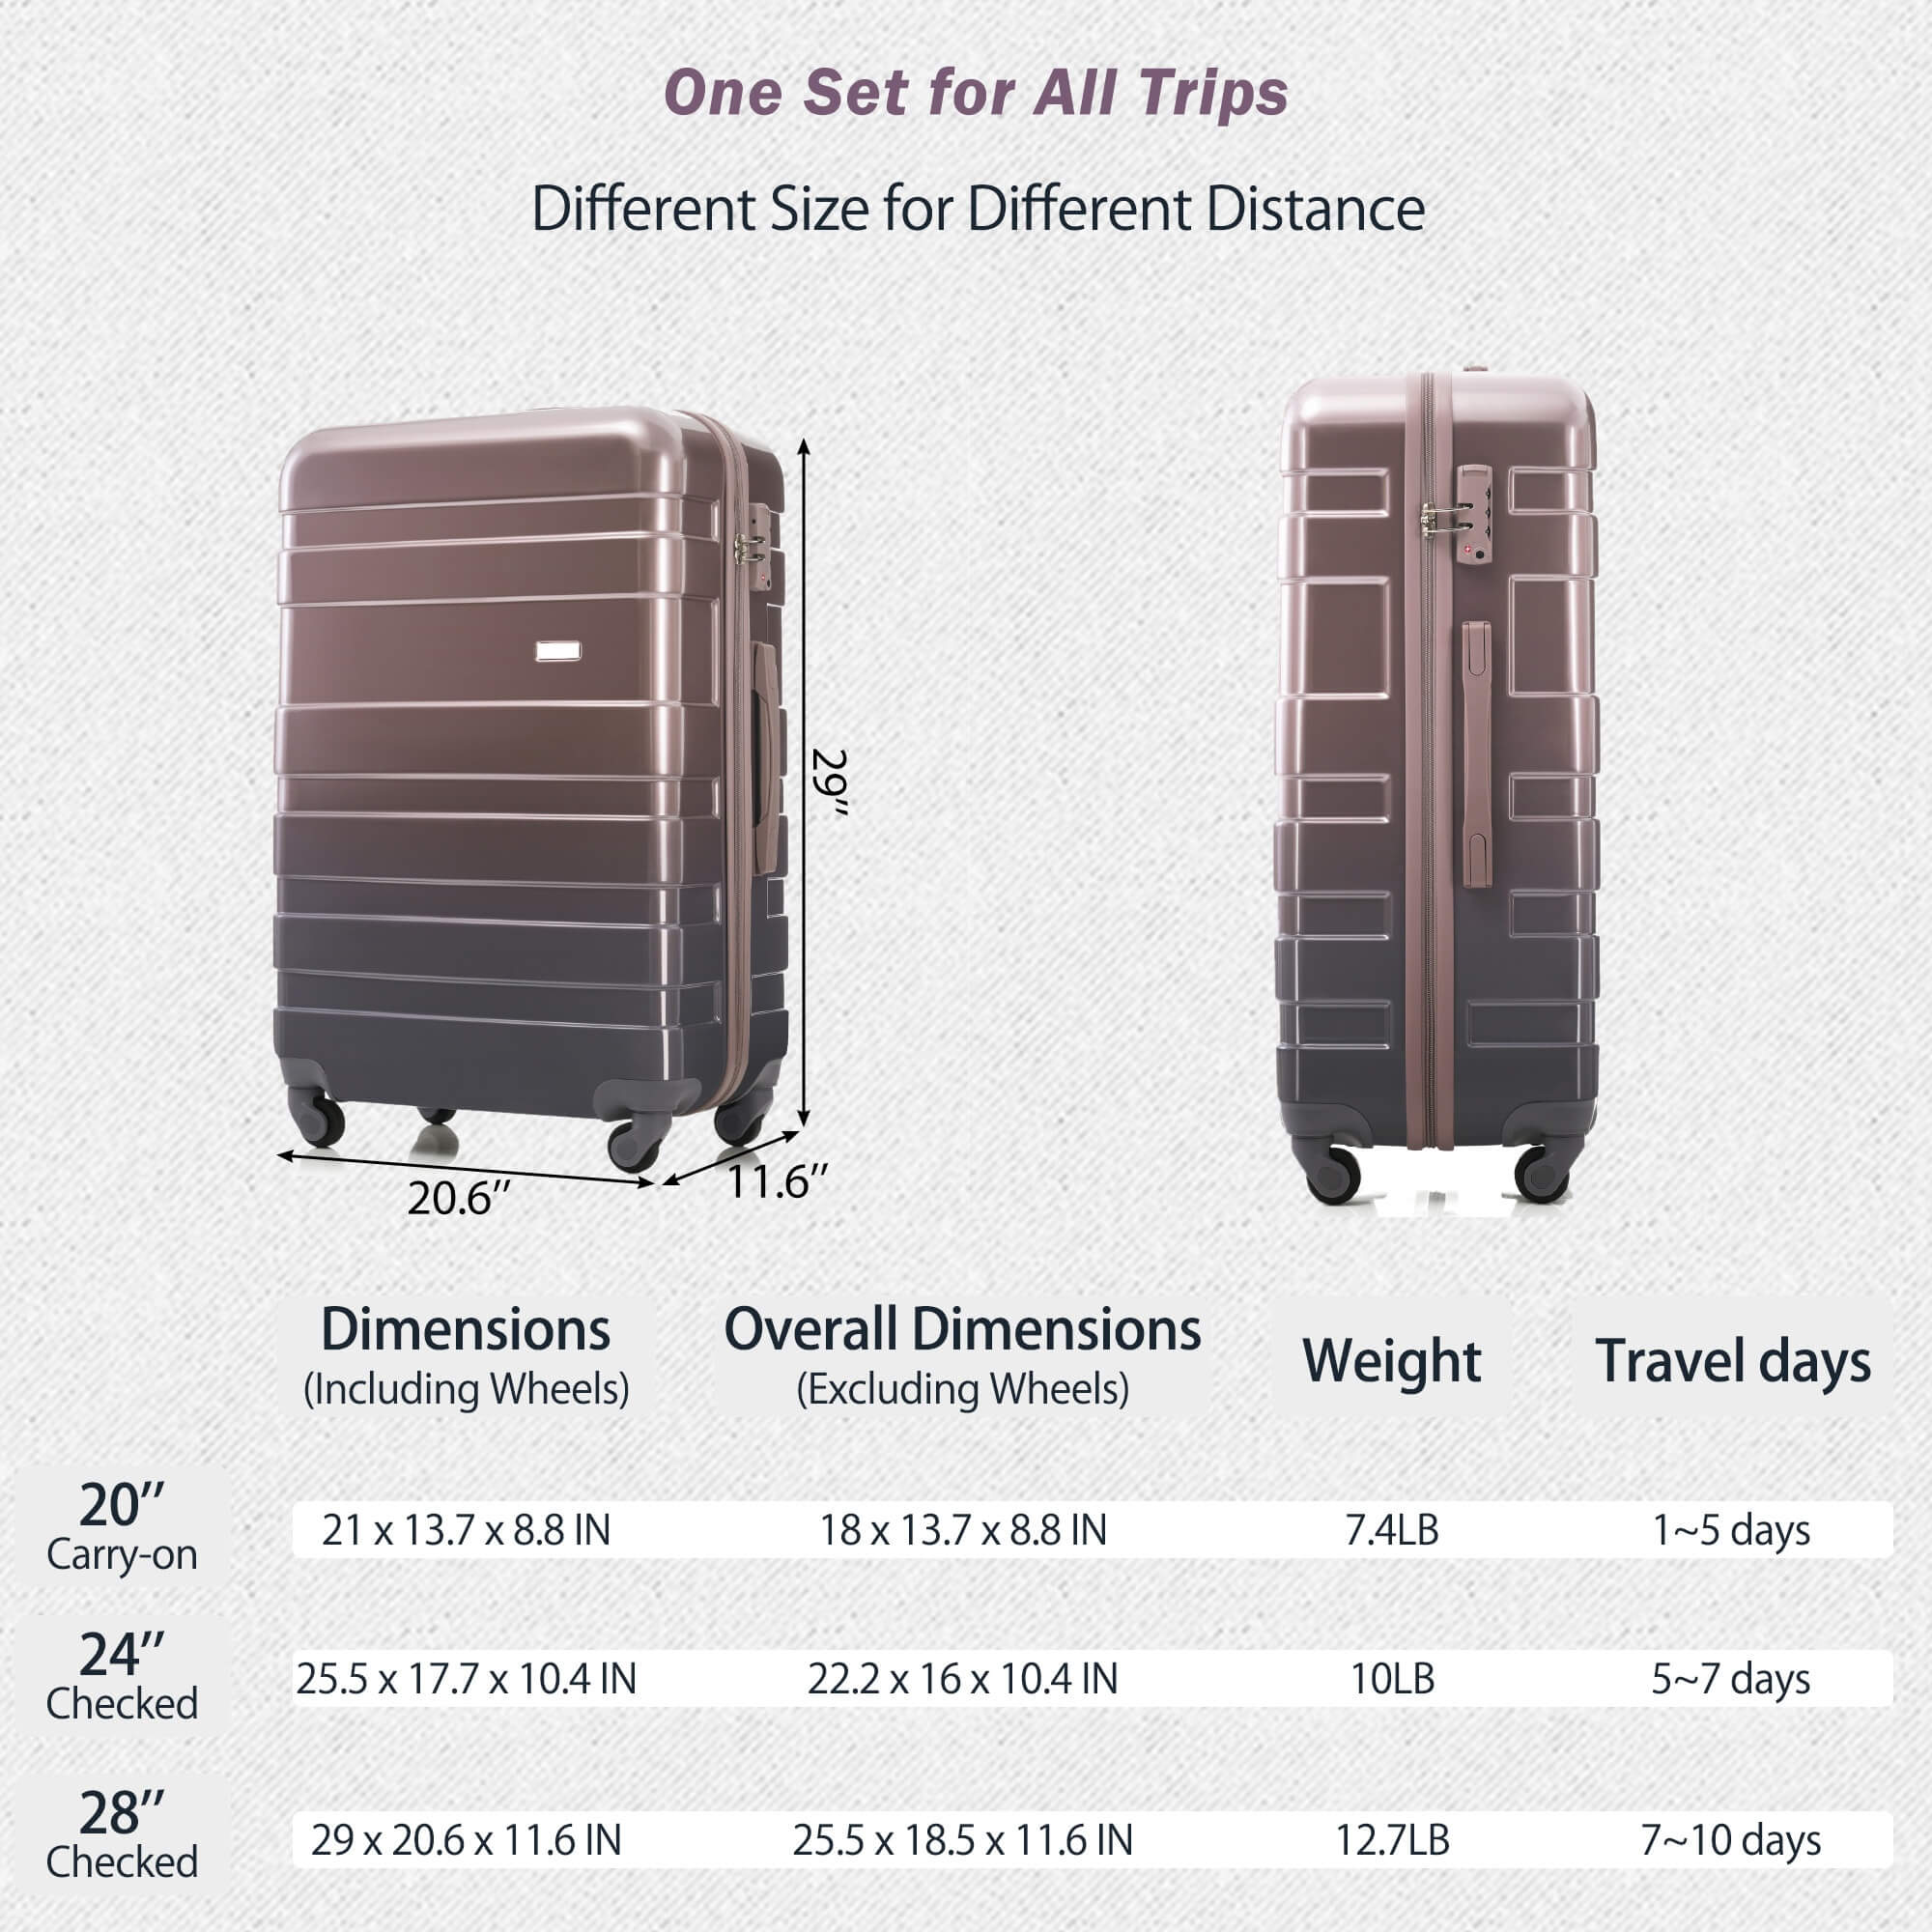 One Set for All Trips
Different Size for Different Distance
29’’
20.6’’
11.6’’
Dimensions
(Including Wheels)
Overall Dimensions
(Excluding Wheels)
Weight
Travel days
20’’
Carry-on
21 x 13.7 x 8.8 IN
18 x 13.7 x 8.8 IN
7.4LB
1~5 days
24’’
Checked
25.5 x 17.7 x 10.4 IN
22.2 x 16 x 10.4 IN
10LB
5~7 days
28’’
Checked
29 x 20.6 x 11.6 IN
25.5 x 18.5 x 11.6 IN
12.7LB
7~10 days